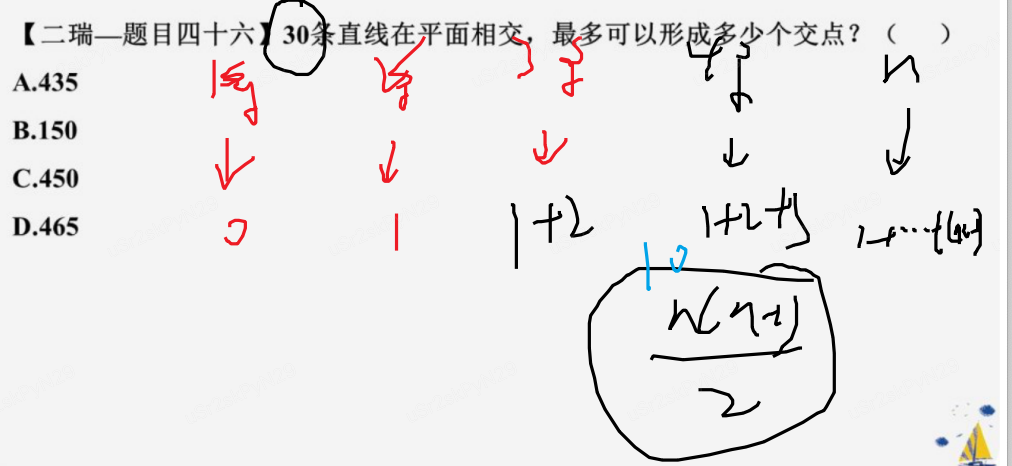 【二瑞—题目四十六】30条直线在平面相交，最多可以形成多少个交点？（ ）
A.435
B.150
C.450
D.465
1条 2条 3条 4条 n
↓ ↓ ↓ ↓ ↓
0 1 1+2 1+2+3 1+···+(n-1)
10
n(n-1)
2